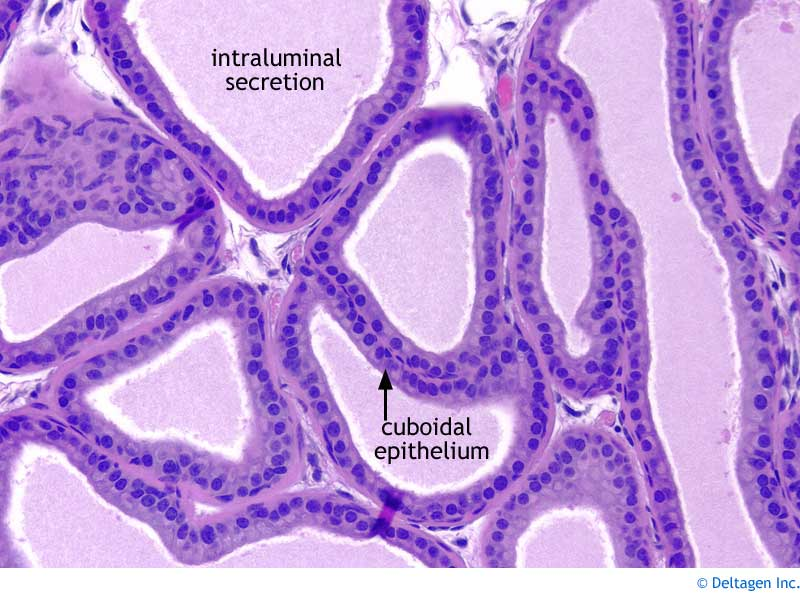 intraluminal
secretion
cuboidal
epithelium
© Deltagen Inc.